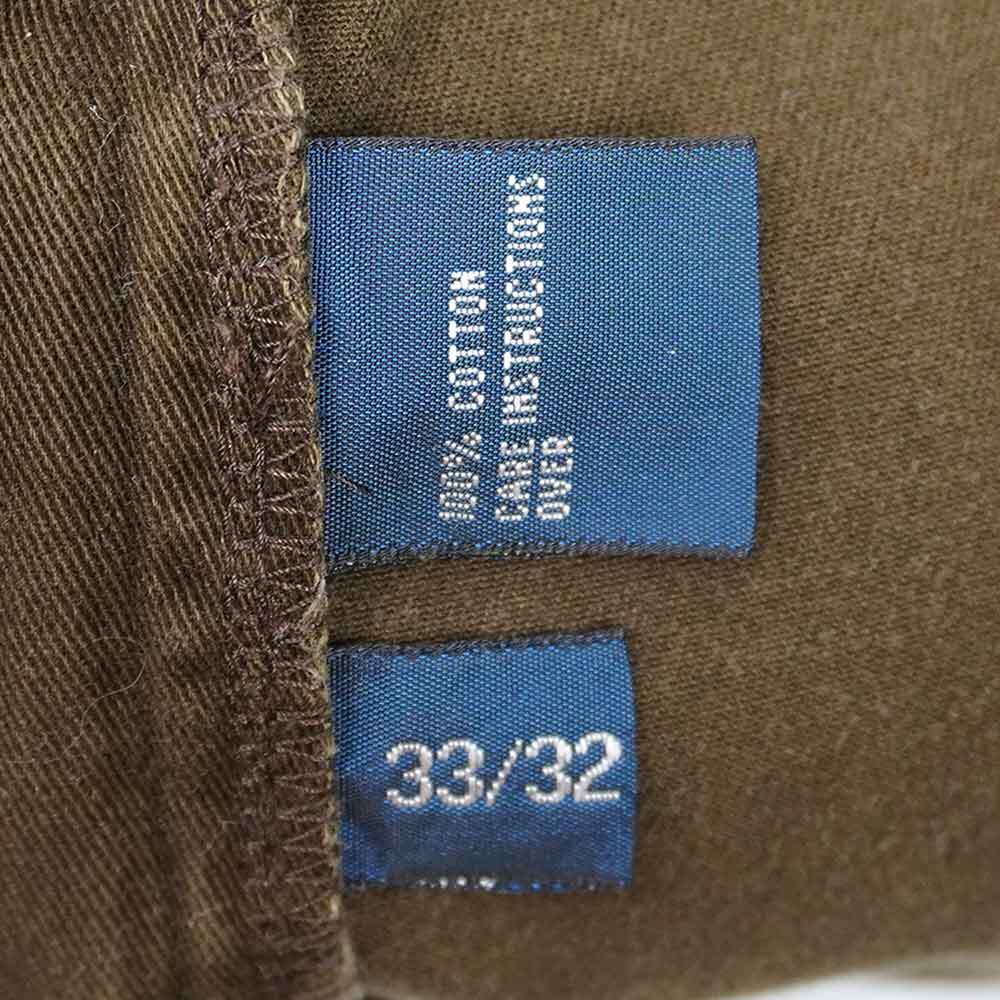 100% COTTON
CARE INSTRUCTIONS
OVER
33/32